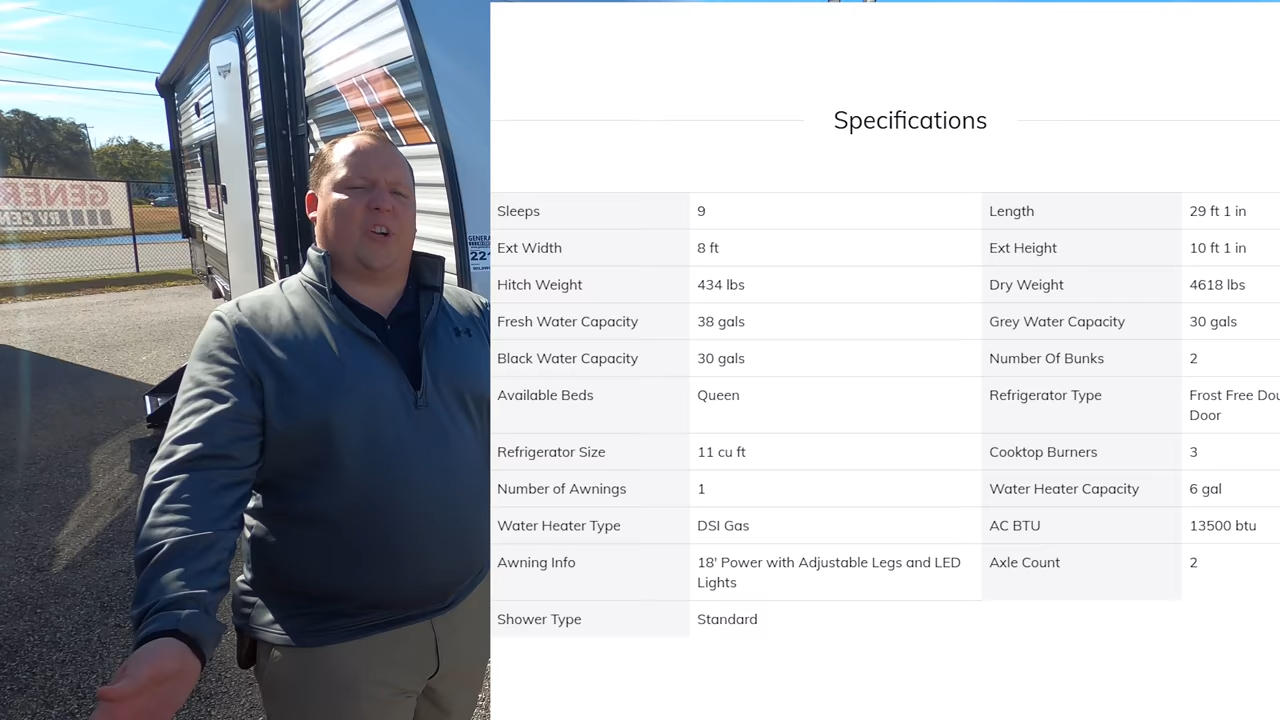 GENER
RV CEN
GENERA
22
Specifications
Sleeps 9 Length 29 ft 1 in
Ext Width 8 ft Ext Height 10 ft 1 in
Hitch Weight 434 lbs Dry Weight 4618 lbs
Fresh Water Capacity 38 gals Grey Water Capacity 30 gals
Black Water Capacity 30 gals Number Of Bunks 2
Available Beds Queen Refrigerator Type Frost Free Dou
Door
Refrigerator Size 11 cu ft Cooktop Burners 3
Number of Awnings 1 Water Heater Capacity 6 gal
Water Heater Type DSI Gas AC BTU 13500 btu
Awning Info 18' Power with Adjustable Legs and LED Axle Count 2
Lights
Shower Type Standard